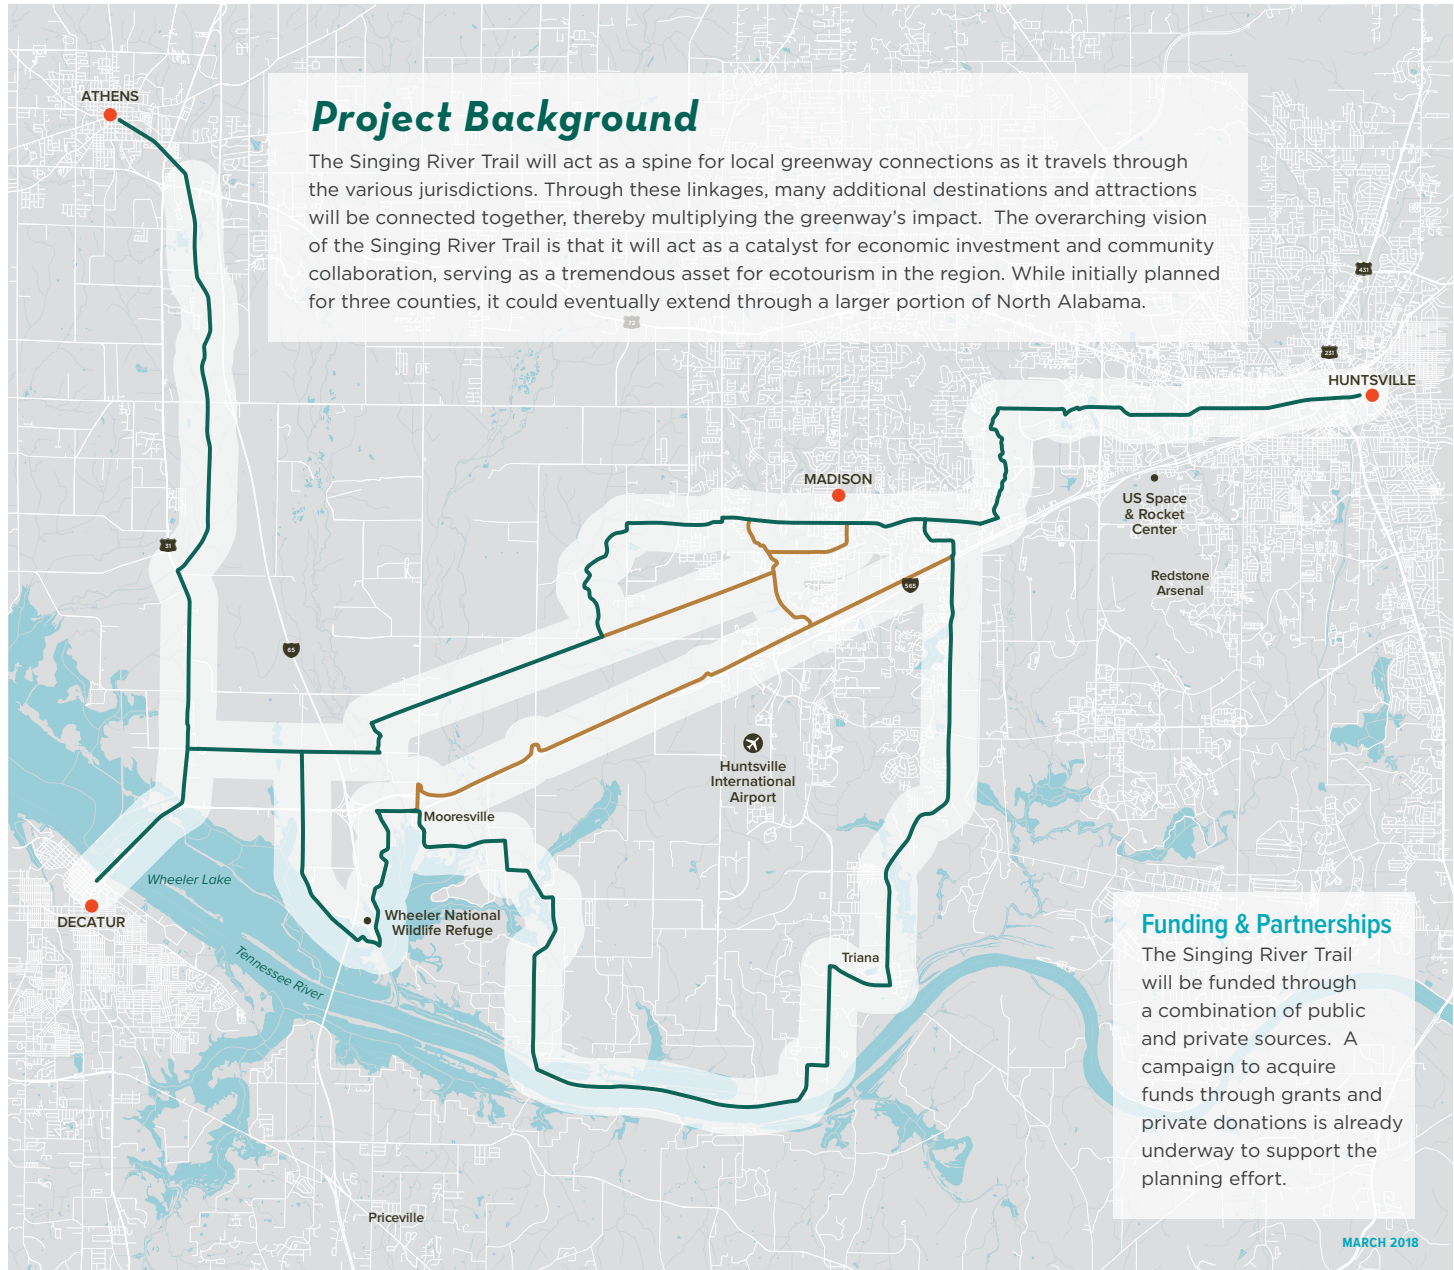 ATHENS
Project Background
The Singing River Trail will act as a spine for local greenway connections as it travels through
the various jurisdictions. Through these linkages, many additional destinations and attractions
will be connected together, thereby multiplying the greenway's impact.  The overarching vision
of the Singing River Trail is that it will act as a catalyst for economic investment and community
collaboration, serving as a tremendous asset for ecotourism in the region. While initially planned
for three counties, it could eventually extend through a larger portion of North Alabama.
431
72
231
HUNTSVILLE
MADISON
US Space
& Rocket
Center
31
Redstone
Arsenal
565
65
Huntsville
International
Airport
Mooresville
Wheeler Lake
DECATUR
Wheeler National
Wildlife Refuge
Tennessee River
Triana
Funding & Partnerships
The Singing River Trail
will be funded through
a combination of public
and private sources.  A
campaign to acquire
funds through grants and
private donations is already
underway to support the
planning effort.
Priceville
MARCH 2018